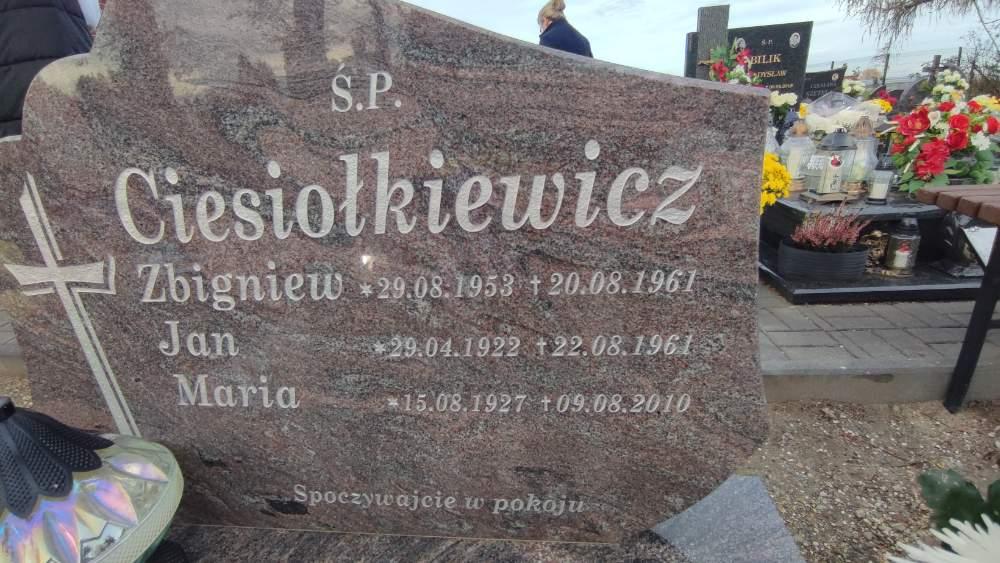 Ś.P.
Ciesiołkiewicz
Zbigniew *29.08.1953 †20.08.1961
Jan *29.04.1922 †22.08.1961
Maria *15.08.1927 †09.08.2010
Spoczywajcie w pokoju
Ś.P.
BILIK